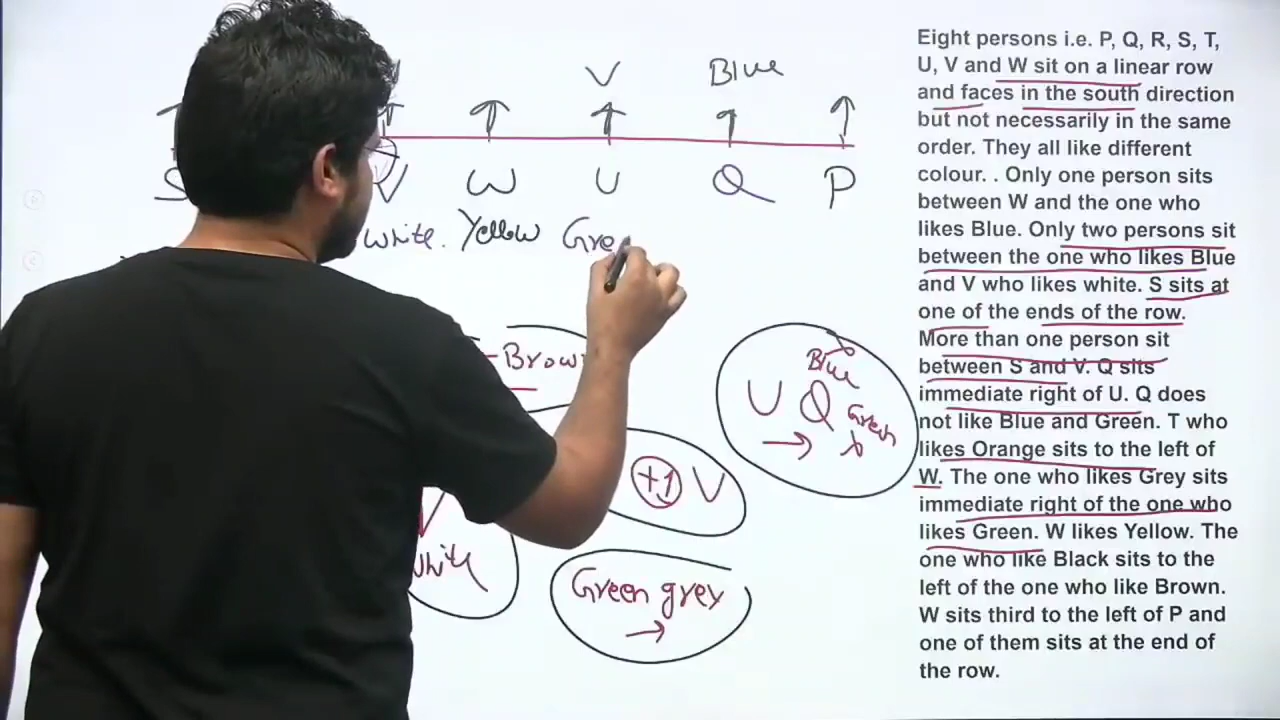 V Blue
S V W U Q P
white. Yellow Gre
Brown
Blue
U Q Green
+1 V
V
white
Green grey
Eight persons i.e. P, Q, R, S, T,
U, V and W sit on a linear row
and faces in the south direction
but not necessarily in the same
order. They all like different
colour. . Only one person sits
between W and the one who
likes Blue. Only two persons sit
between the one who likes Blue
and V who likes white. S sits at
one of the ends of the row.
More than one person sit
between S and V. Q sits
immediate right of U. Q does
not like Blue and Green. T who
likes Orange sits to the left of
W. The one who likes Grey sits
immediate right of the one who
likes Green. W likes Yellow. The
one who like Black sits to the
left of the one who like Brown.
W sits third to the left of P and
one of them sits at the end of
the row.